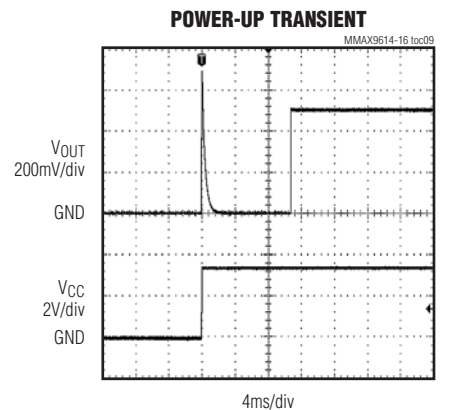 POWER-UP TRANSIENT
MMAX9614-16 toc09
T
VOUT
200mV/div
GND
VCC
2V/div
GND
4ms/div